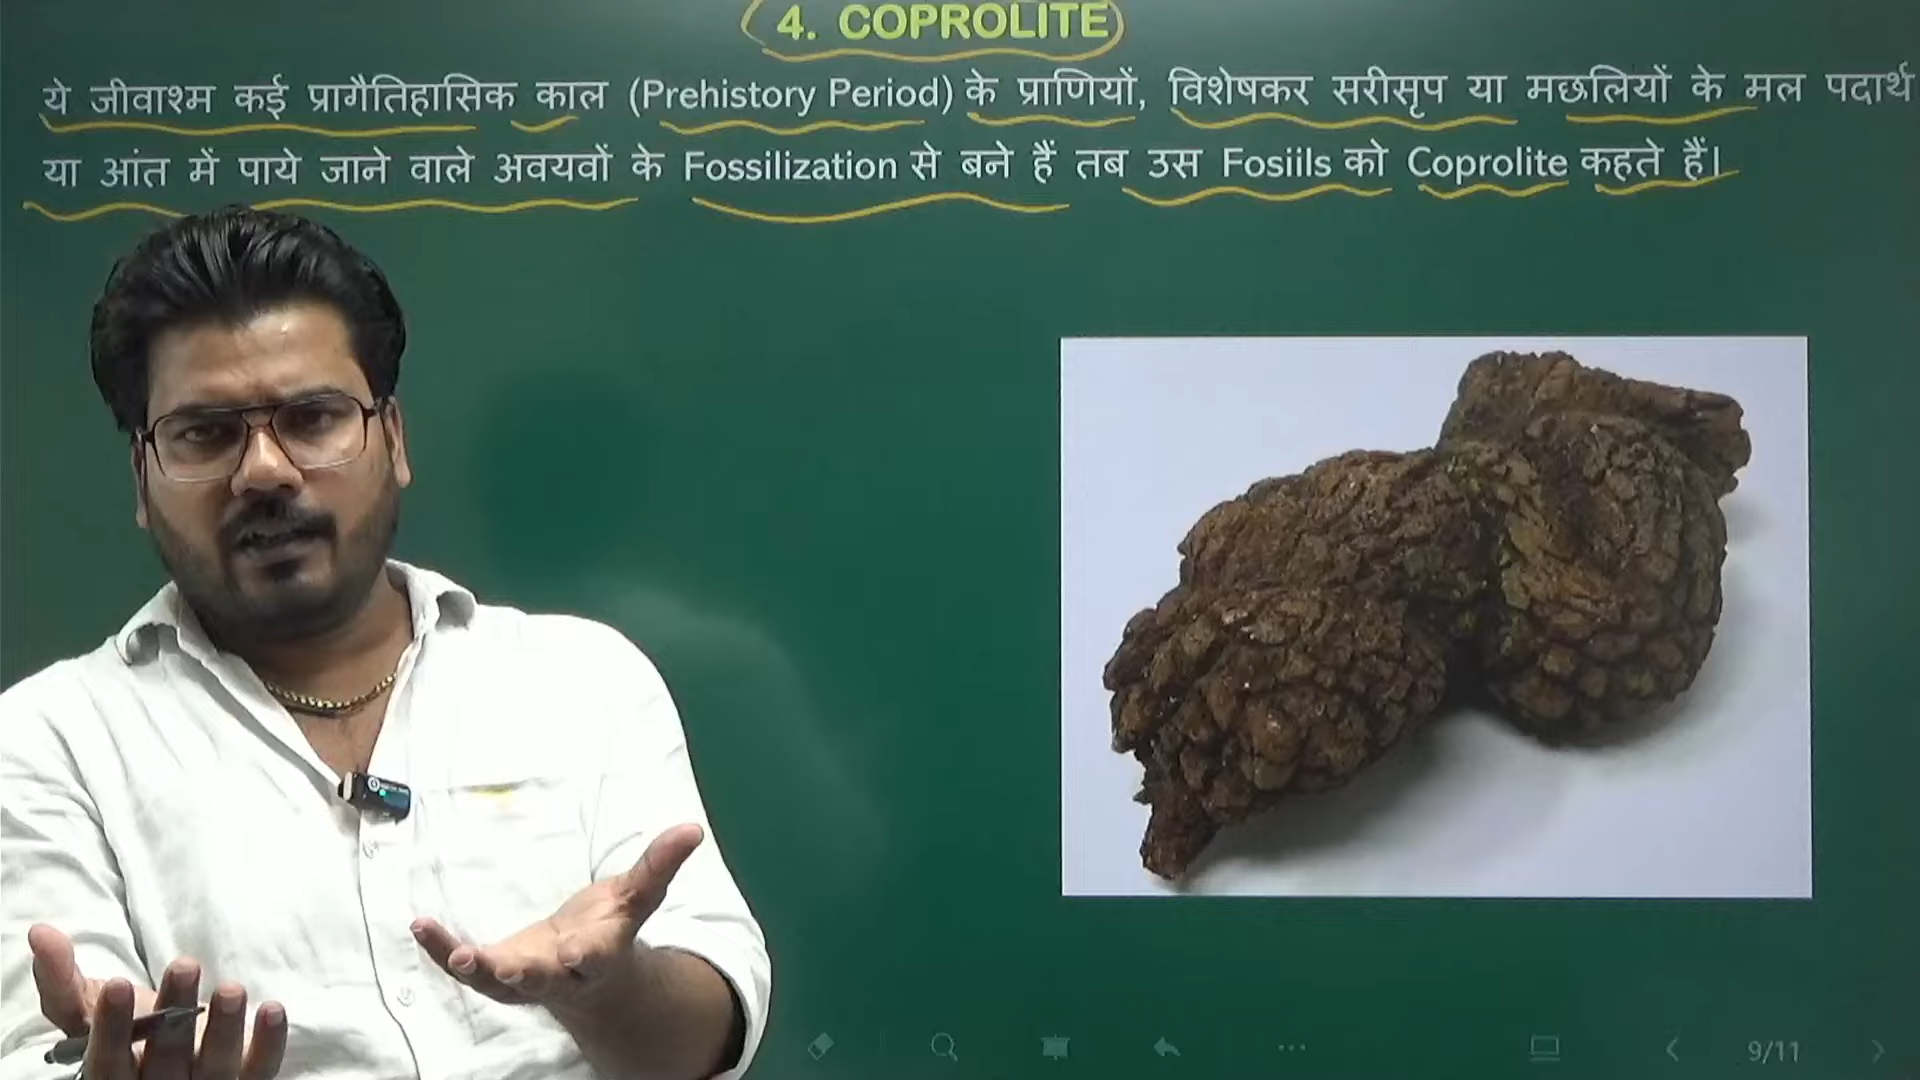 4. COPROLITE
ये जीवाश्म कई प्रागैतिहासिक काल (Prehistory Period) के प्राणियों, विशेषकर सरीसृप या मछलियों के मल पदार्थ
या आंत में पाये जाने वाले अवयवों के Fossilization से बने हैं तब उस Fosiils को Coprolite कहते हैं।
9/11